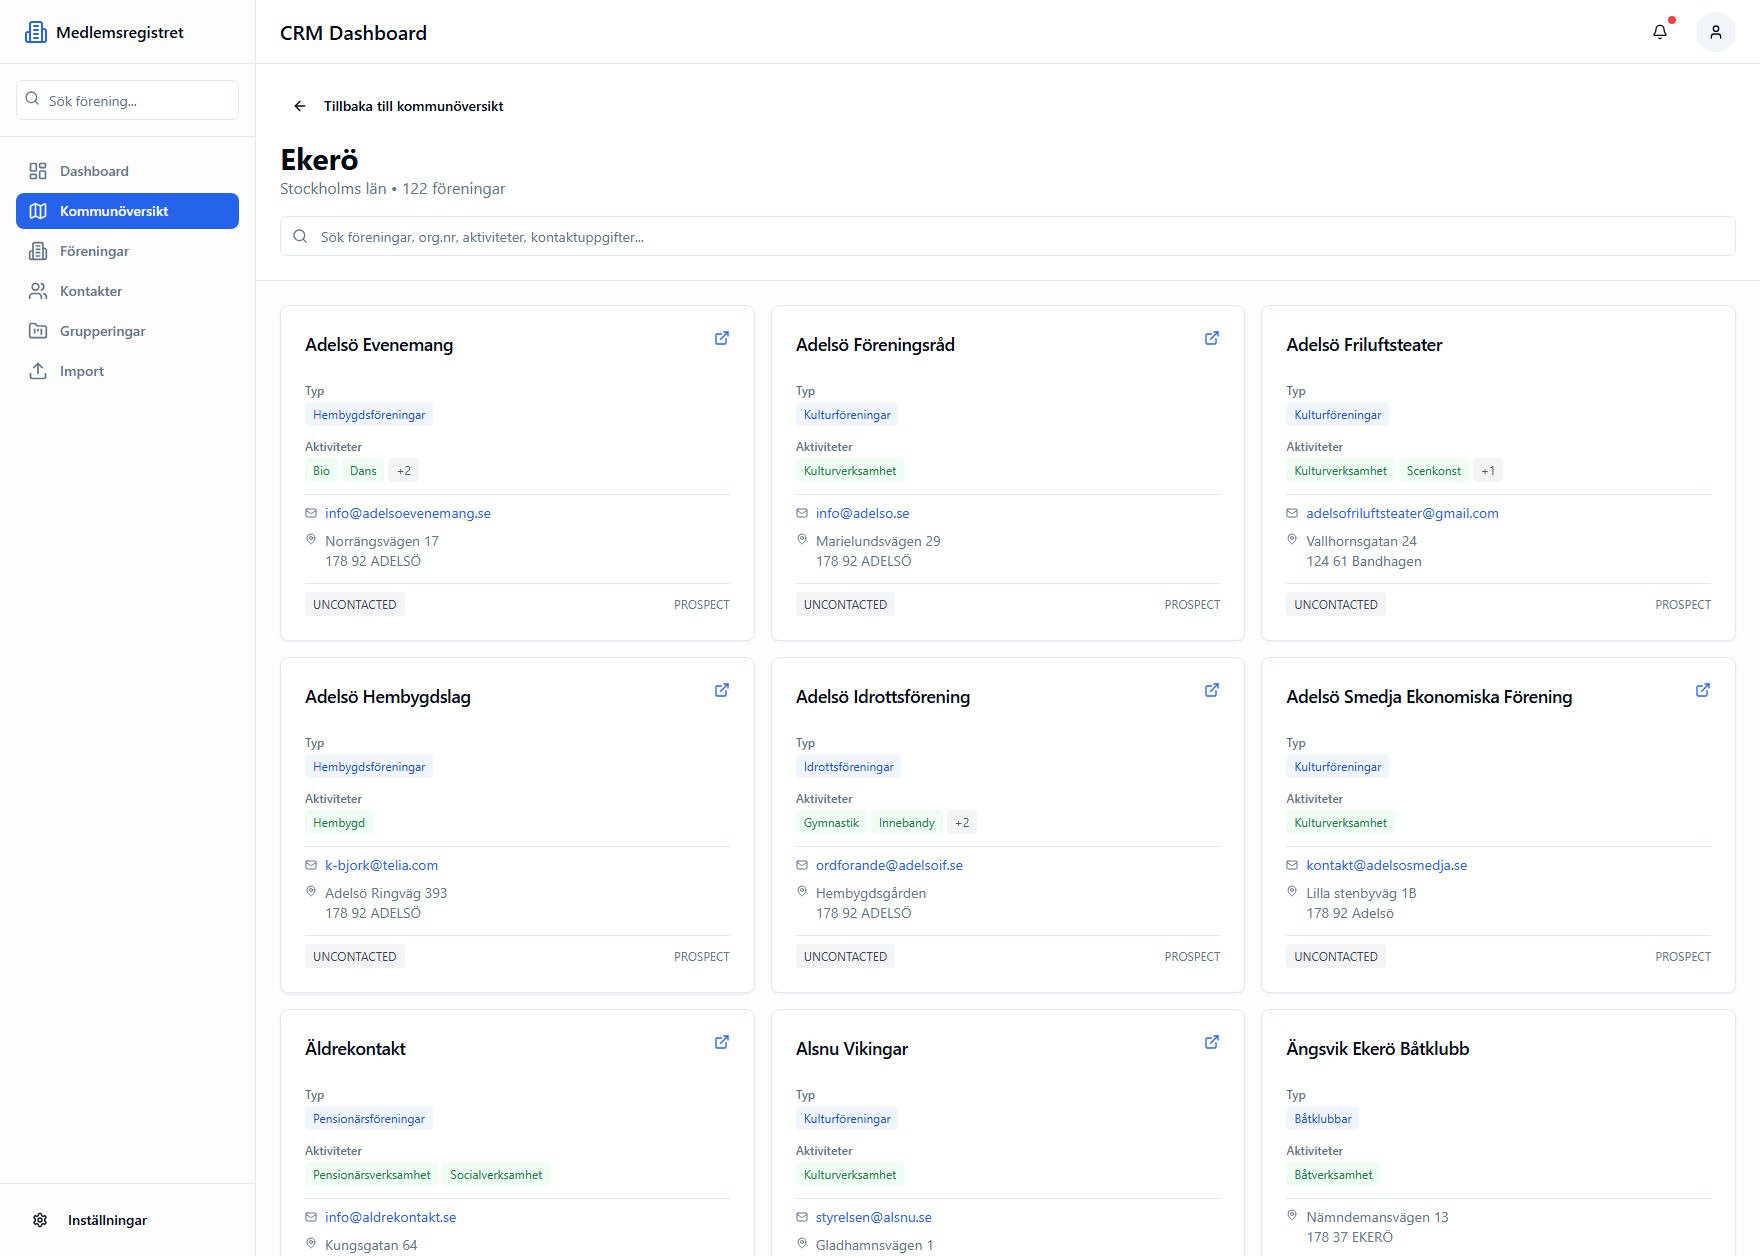 Medlemsregistret
CRM Dashboard
Sök förening...
Dashboard
Kommunöversikt
Föreningar
Kontakter
Grupperingar
Import
Inställningar
Tillbaka till kommunöversikt
Ekerö
Stockholms län • 122 föreningar
Sök föreningar, org.nr, aktiviteter, kontaktuppgifter...
Adelsö Evenemang
Typ
Hembygdsföreningar
Aktiviteter
Bio Dans +2
info@adelsoevenemang.se
Norrängsvägen 17
178 92 ADELSÖ
UNCONTACTED PROSPECT
Adelsö Föreningsråd
Typ
Kulturföreningar
Aktiviteter
Kulturverksamhet
info@adelso.se
Marielundsvägen 29
178 92 ADELSÖ
UNCONTACTED PROSPECT
Adelsö Friluftsteater
Typ
Kulturföreningar
Aktiviteter
Kulturverksamhet Scenkonst +1
adelsofriluftsteater@gmail.com
Vallhornsgatan 24
124 61 Bandhagen
UNCONTACTED PROSPECT
Adelsö Hembygdslag
Typ
Hembygdsföreningar
Aktiviteter
Hembygd
k-bjork@telia.com
Adelsö Ringväg 393
178 92 ADELSÖ
UNCONTACTED PROSPECT
Adelsö Idrottsförening
Typ
Idrottsföreningar
Aktiviteter
Gymnastik Innebandy +2
ordforande@adelsoif.se
Hembygdsgården
178 92 ADELSÖ
UNCONTACTED PROSPECT
Adelsö Smedja Ekonomiska Förening
Typ
Kulturföreningar
Aktiviteter
Kulturverksamhet
kontakt@adelsosmedja.se
Lilla stenbyväg 1B
178 92 Adelsö
UNCONTACTED PROSPECT
Äldrekontakt
Typ
Pensionärsföreningar
Aktiviteter
Pensionärsverksamhet Socialverksamhet
info@aldrekontakt.se
Kungsgatan 64
Alsnu Vikingar
Typ
Kulturföreningar
Aktiviteter
Kulturverksamhet
styrelsen@alsnu.se
Gladhamnsvägen 1
Ängsvik Ekerö Båtklubb
Typ
Båtklubbar
Aktiviteter
Båtverksamhet
Nämndemansvägen 13
178 37 EKERÖ